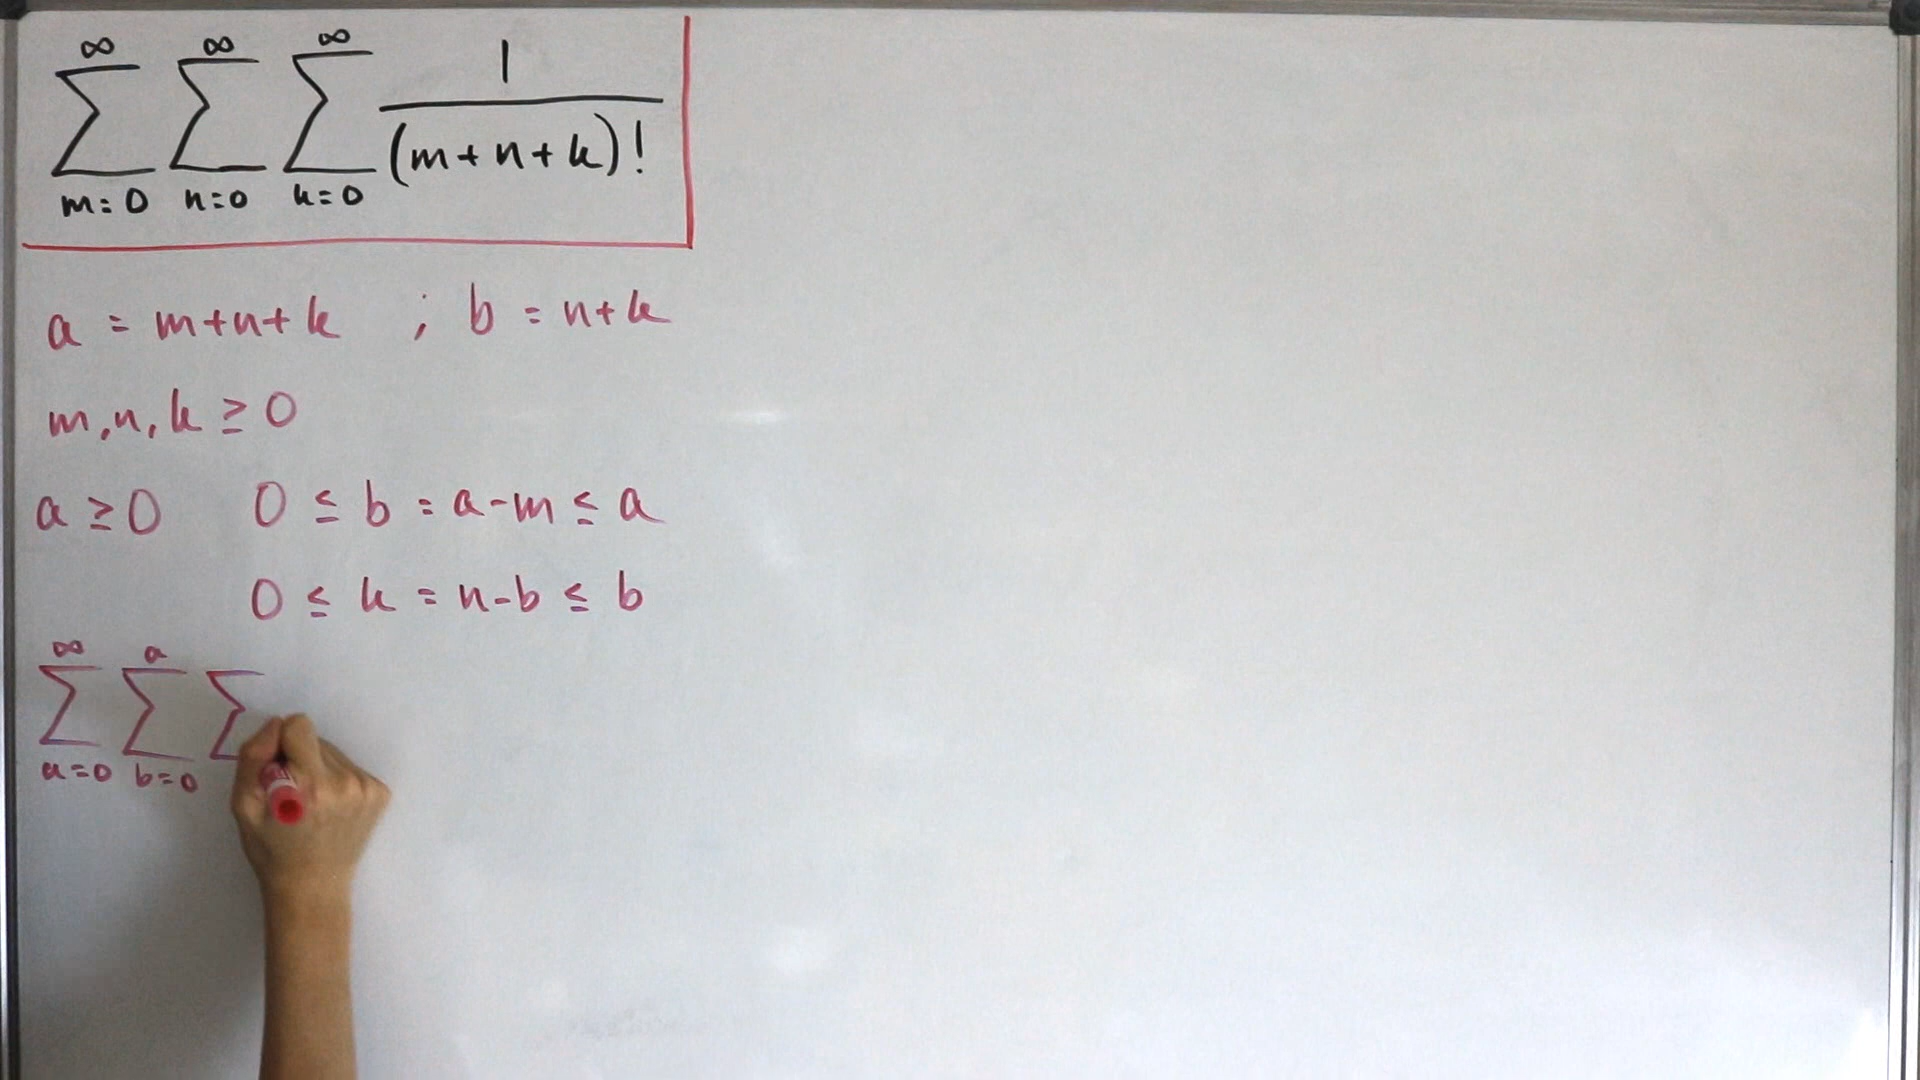 ∞ ∞ ∞
∑ ∑ ∑ 1/(m+n+k)!
m=0 n=0 k=0
a = m+n+k ; b = n+k
m,n,k ≥ 0
a ≥ 0 0 ≤ b = a-m ≤ a
0 ≤ k = n-b ≤ b
∞ a
∑ ∑ ∑
a=0 b=0